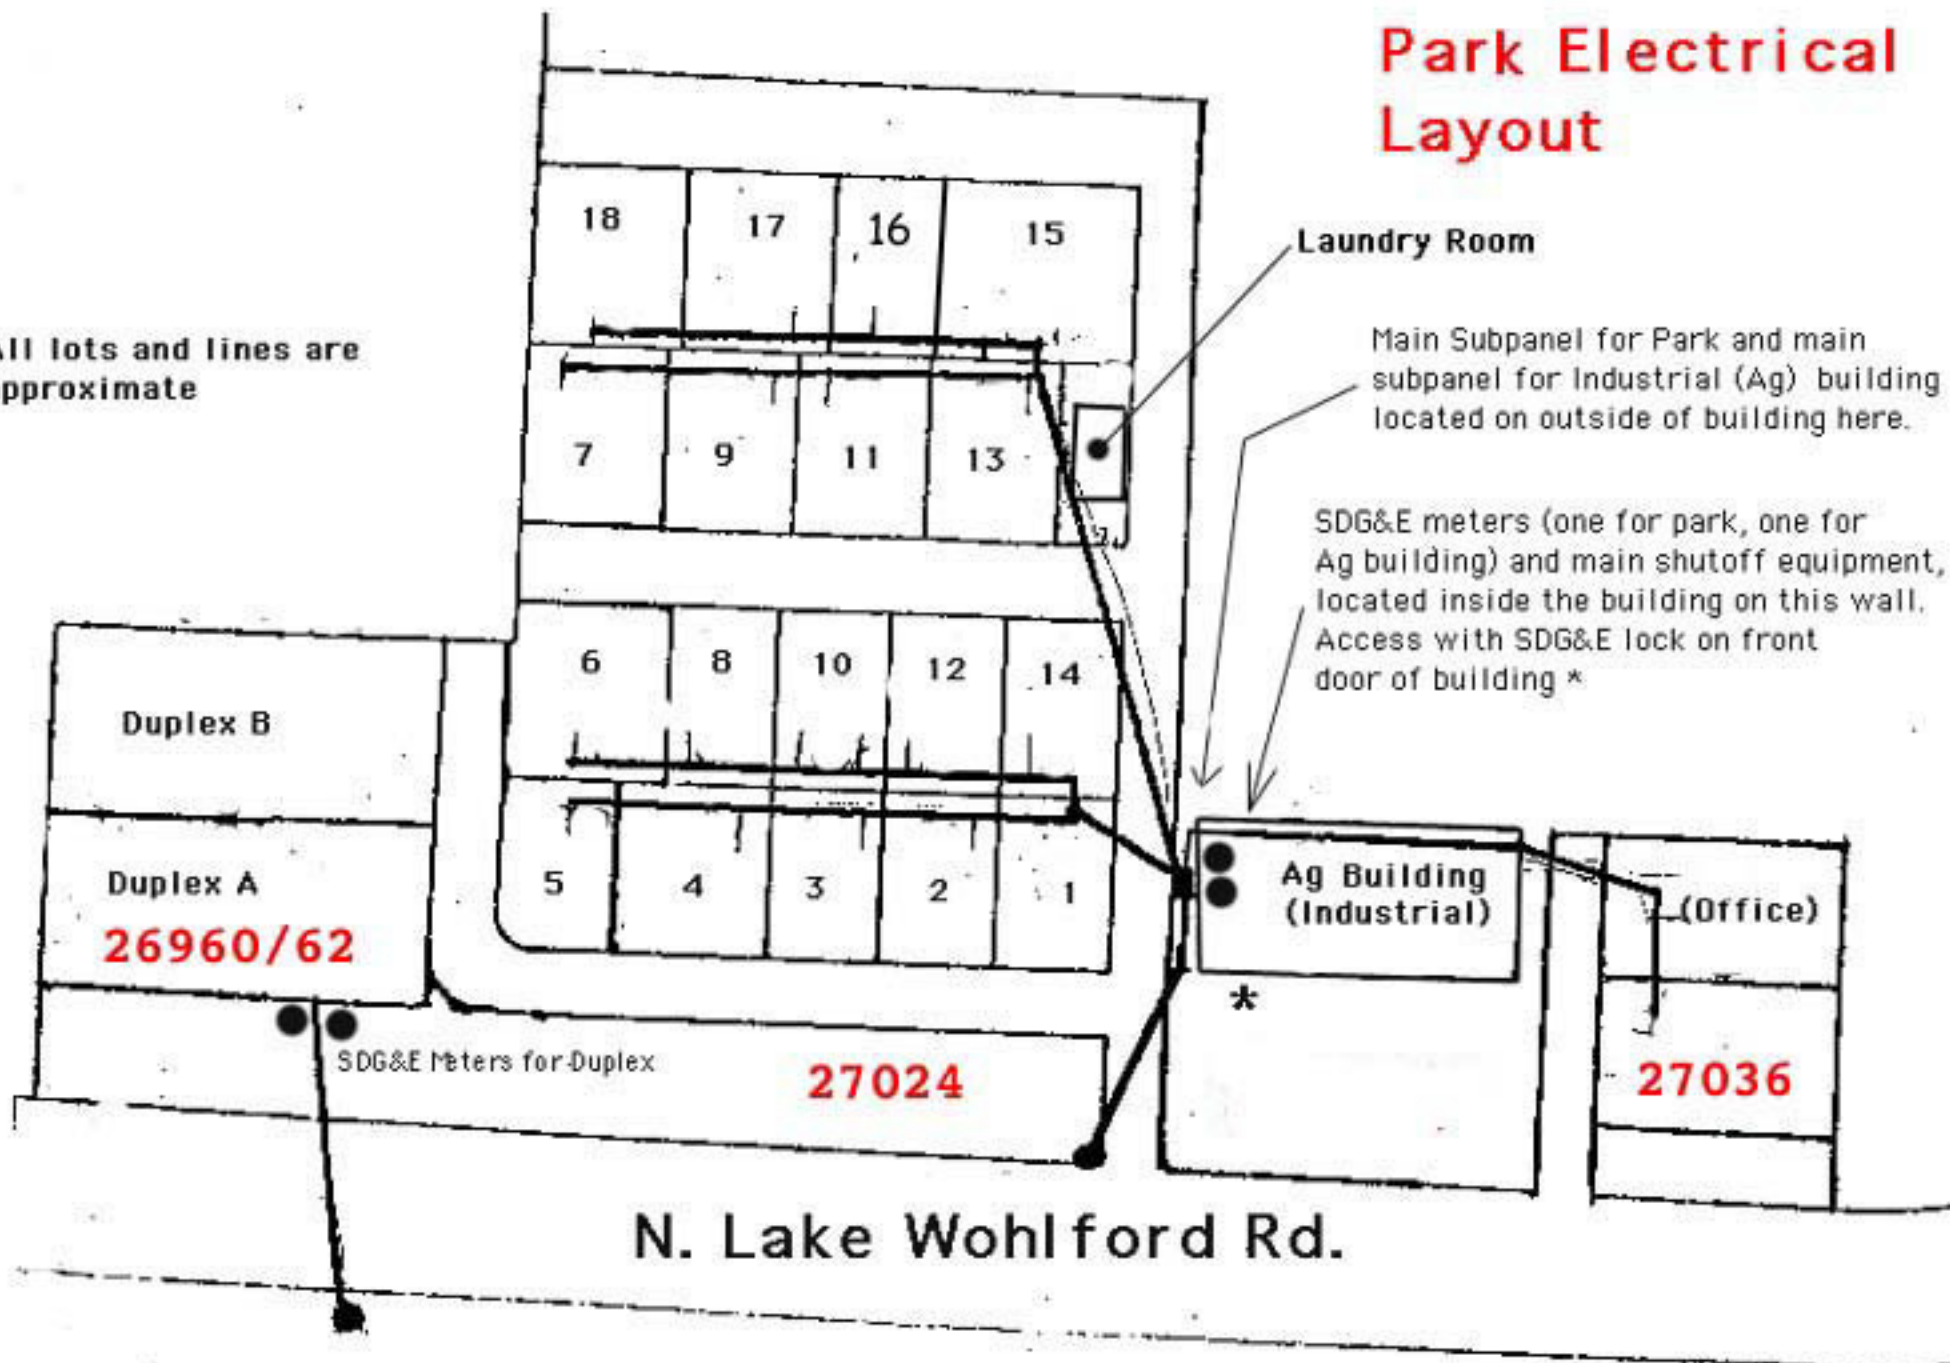 Park Electrical
Layout
18
17
16
15
Laundry Room
All lots and lines are
approximate
Main Subpanel for Park and main
subpanel for Industrial (Ag) building
located on outside of building here.
7
9
11
13
SDG&E meters (one for park, one for
Ag building) and main shutoff equipment,
located inside the building on this wall.
Access with SDG&E lock on front
door of building *
6
8
10
12
14
Duplex B
Duplex A
26960/62
5
4
3
2
1
Ag Building
(Industrial)
(Office)
*
SDG&E Meters for Duplex
27024
27036
N. Lake Wohlford Rd.